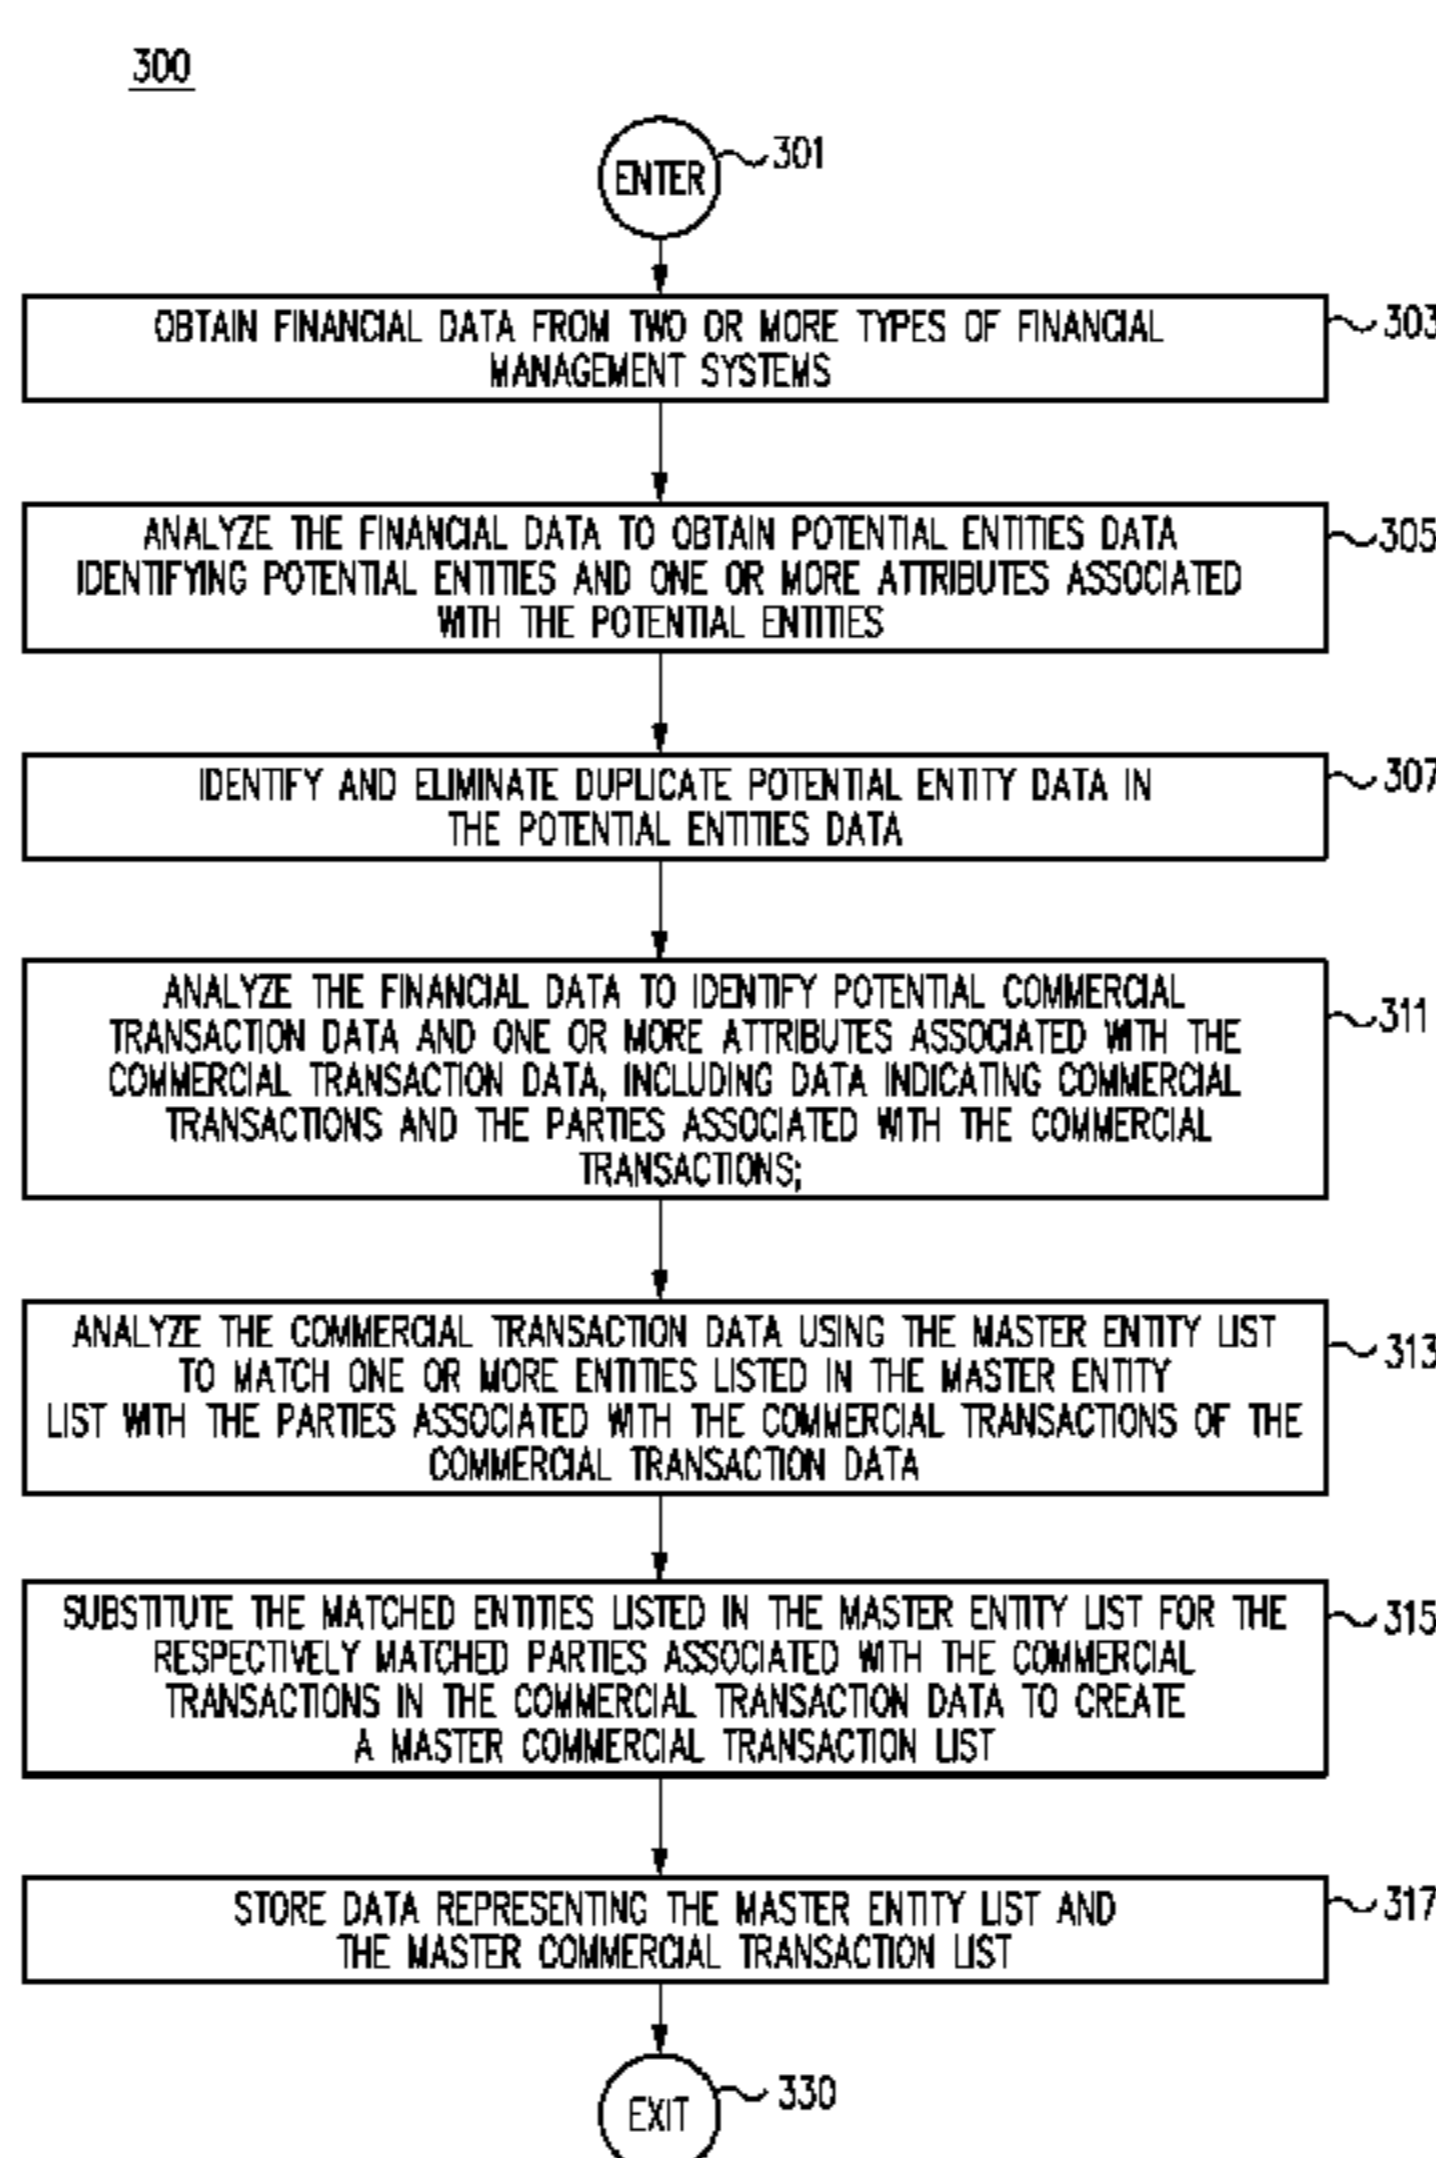 300
ENTER
301
OBTAIN FINANCIAL DATA FROM TWO OR MORE TYPES OF FINANCIAL
MANAGEMENT SYSTEMS
303
ANALYZE THE FINANCIAL DATA TO OBTAIN POTENTIAL ENTITIES DATA
IDENTIFYING POTENTIAL ENTITIES AND ONE OR MORE ATTRIBUTES ASSOCIATED
WITH THE POTENTIAL ENTITIES
305
IDENTIFY AND ELIMINATE DUPLICATE POTENTIAL ENTITY DATA IN
THE POTENTIAL ENTITIES DATA
307
ANALYZE THE FINANCIAL DATA TO IDENTIFY POTENTIAL COMMERCIAL
TRANSACTION DATA AND ONE OR MORE ATTRIBUTES ASSOCIATED WITH THE
COMMERCIAL TRANSACTION DATA, INCLUDING DATA INDICATING COMMERCIAL
TRANSACTIONS AND THE PARTIES ASSOCIATED WITH THE COMMERCIAL
TRANSACTIONS;
311
ANALYZE THE COMMERCIAL TRANSACTION DATA USING THE MASTER ENTITY LIST
TO MATCH ONE OR MORE ENTITIES LISTED IN THE MASTER ENTITY
LIST WITH THE PARTIES ASSOCIATED WITH THE COMMERCIAL TRANSACTIONS OF THE
COMMERCIAL TRANSACTION DATA
313
SUBSTITUTE THE MATCHED ENTITIES LISTED IN THE MASTER ENTITY LIST FOR THE
RESPECTIVELY MATCHED PARTIES ASSOCIATED WITH THE COMMERCIAL
TRANSACTIONS IN THE COMMERCIAL TRANSACTION DATA TO CREATE
A MASTER COMMERCIAL TRANSACTION LIST
315
STORE DATA REPRESENTING THE MASTER ENTITY LIST AND
THE MASTER COMMERCIAL TRANSACTION LIST
317
EXIT
330